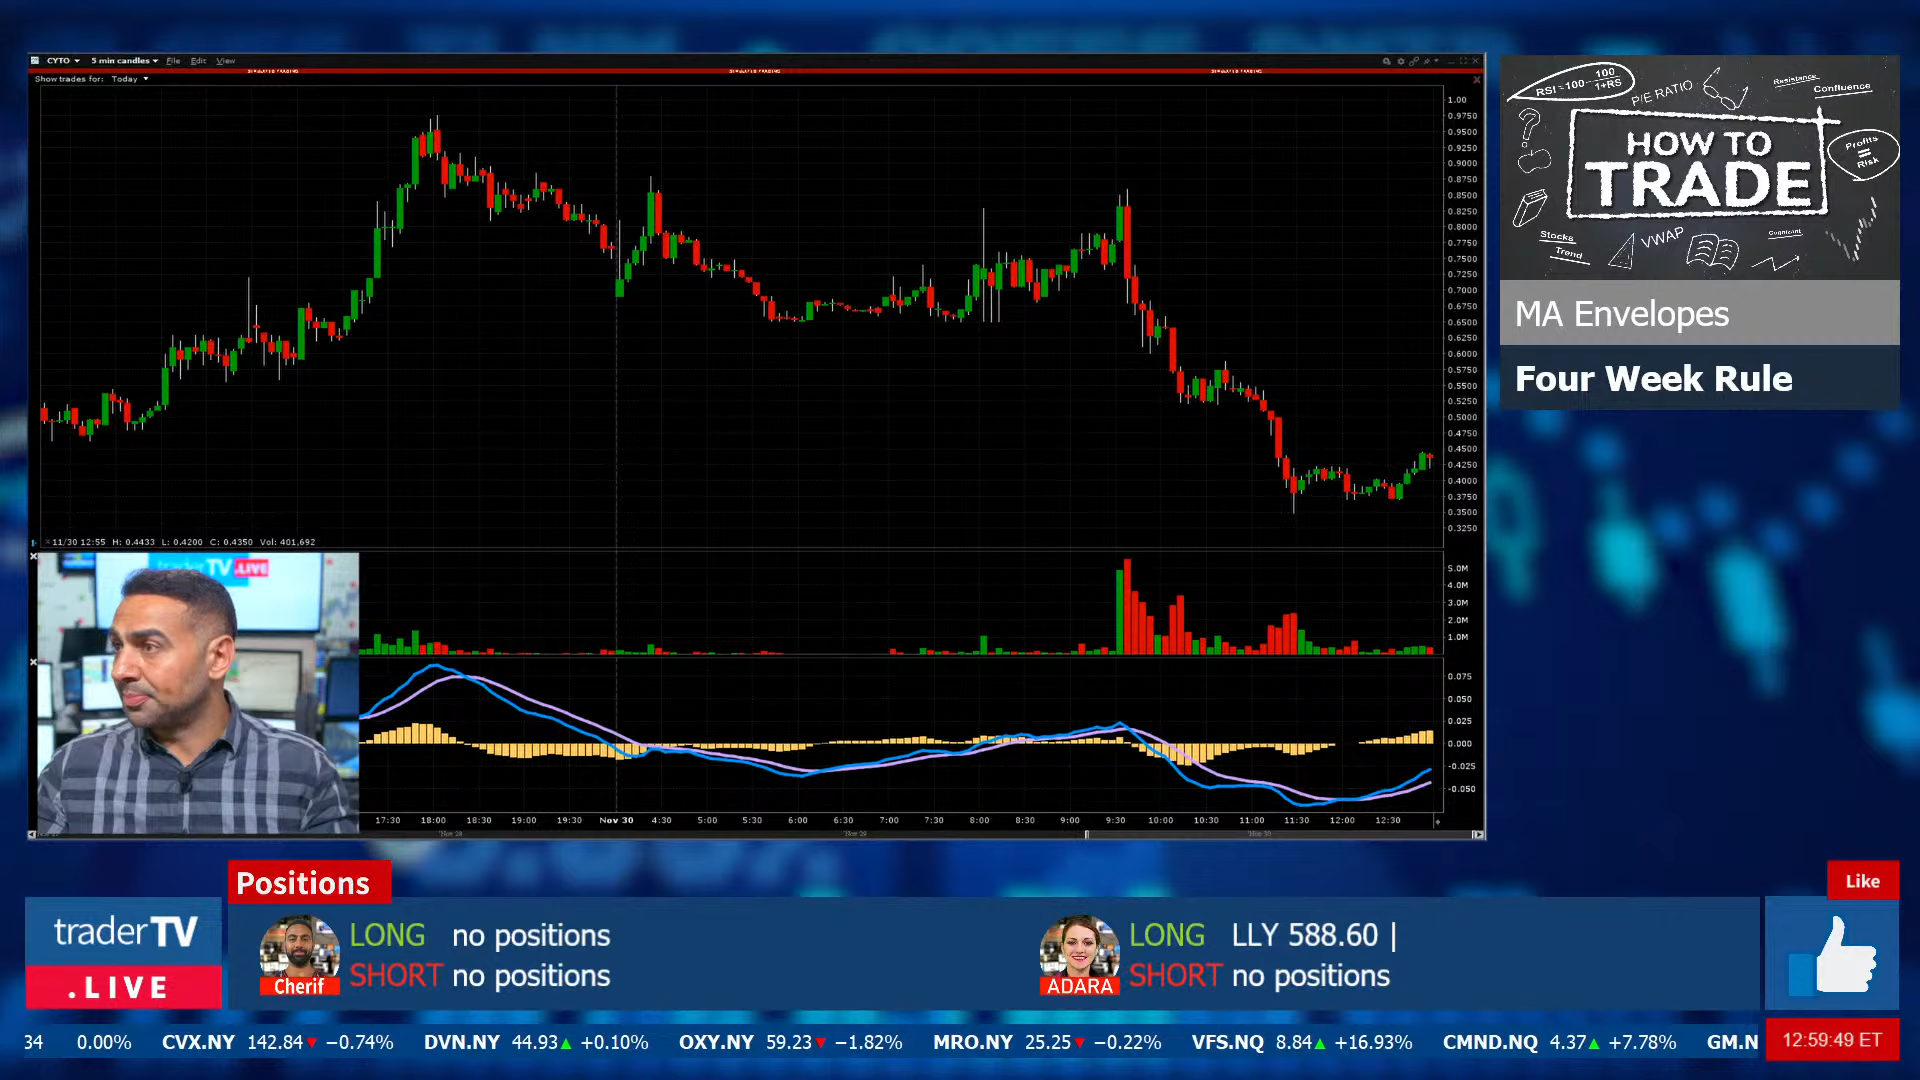 CYTO 5 min candles File Edit View
Show trades for: Today
1.00
0.9750
0.9500
0.9250
0.9000
0.8750
0.8500
0.8250
0.8000
0.7750
0.7500
0.7250
0.7000
0.6750
0.6500
0.6250
0.6000
0.5750
0.5500
0.5250
0.5000
0.4750
0.4500
0.4250
0.4000
0.3750
0.3500
0.3250
11/30 12:55 H: 0.4433 L: 0.4200 C: 0.4350 Vol: 401,692
traderTV.LIVE
5.0M
4.0M
3.0M
2.0M
1.0M
0.075
0.050
0.025
0.000
-0.025
-0.050
17:30 18:00 18:30 19:00 19:30 Nov 30 4:30 5:00 5:30 6:00 6:30 7:00 7:30 8:00 8:30 9:00 9:30 10:00 10:30 11:00 11:30 12:00 12:30
RSI=100-100/1+RS
P/E RATIO
Resistance
Confluence
HOW TO
TRADE
Profits
=
Risk
Stocks
Trend
VWAP
MA Envelopes
Four Week Rule
Positions
traderTV
.LIVE
Cherif
LONG no positions
SHORT no positions
ADARA
LONG LLY 588.60 |
SHORT no positions
Like
34 0.00% CVX.NY 142.84▼ −0.74% DVN.NY 44.93▲ +0.10% OXY.NY 59.23▼ −1.82% MRO.NY 25.25▼ −0.22% VFS.NQ 8.84▲ +16.93% CMND.NQ 4.37▲ +7.78% GM.N
12:59:49 ET